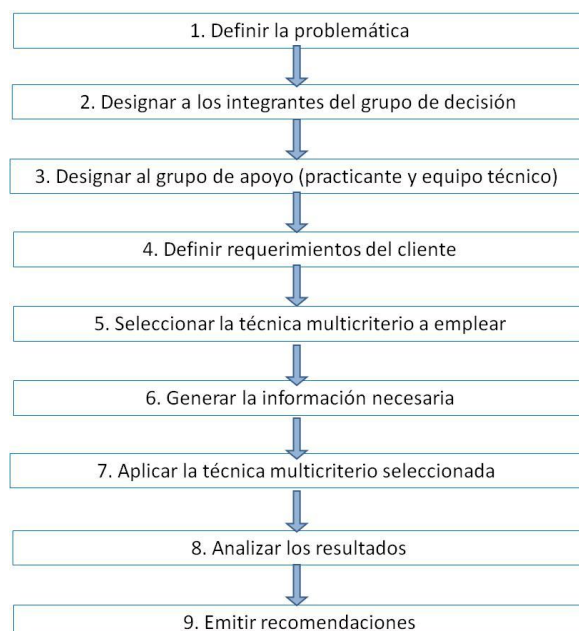 1. Definir la problemática
2. Designar a los integrantes del grupo de decisión
3. Designar al grupo de apoyo (practicante y equipo técnico)
4. Definir requerimientos del cliente
5. Seleccionar la técnica multicriterio a emplear
6. Generar la información necesaria
7. Aplicar la técnica multicriterio seleccionada
8. Analizar los resultados
9. Emitir recomendaciones